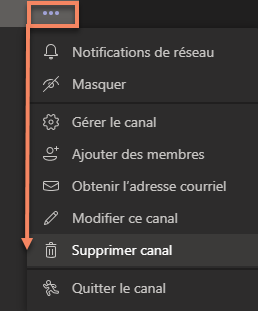 Notifications de réseau
Masquer
Gérer le canal
Ajouter des membres
Obtenir l'adresse courriel
Modifier ce canal
Supprimer canal
Quitter le canal